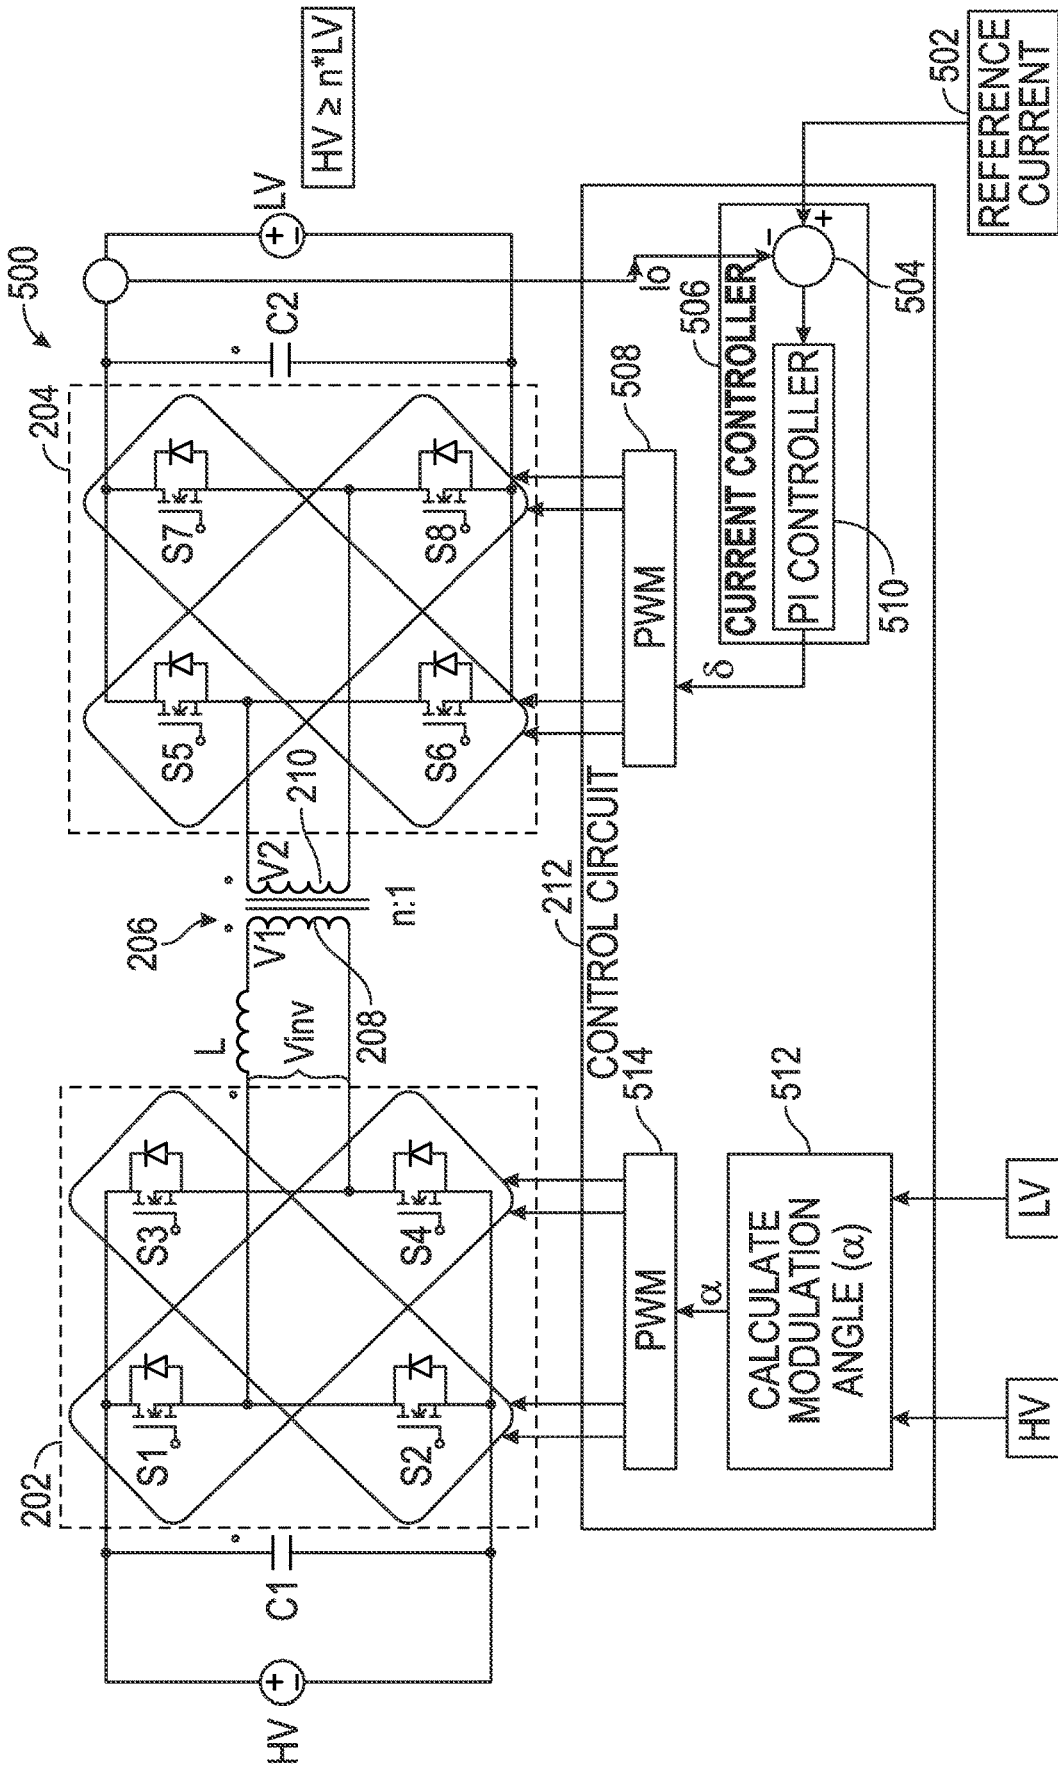 500
HV ≥ n*LV
202
204
206
HV
C1
S1
S2
S3
S4
L
Vinv
208
V1
V2
n:1
210
S5
S6
S7
S8
C2
LV
212
CONTROL CIRCUIT
514
PWM
α
512
CALCULATE
MODULATION
ANGLE (α)
HV
LV
508
PWM
δ
Io
506
CURRENT CONTROLLER
PI CONTROLLER
510
504
502
REFERENCE
CURRENT
+
-
+
-
-
+